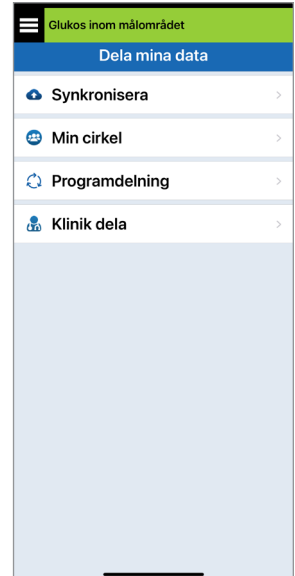 Glukos inom målområdet
Dela mina data
Synkronisera
Min cirkel
Programdelning
Klinik dela